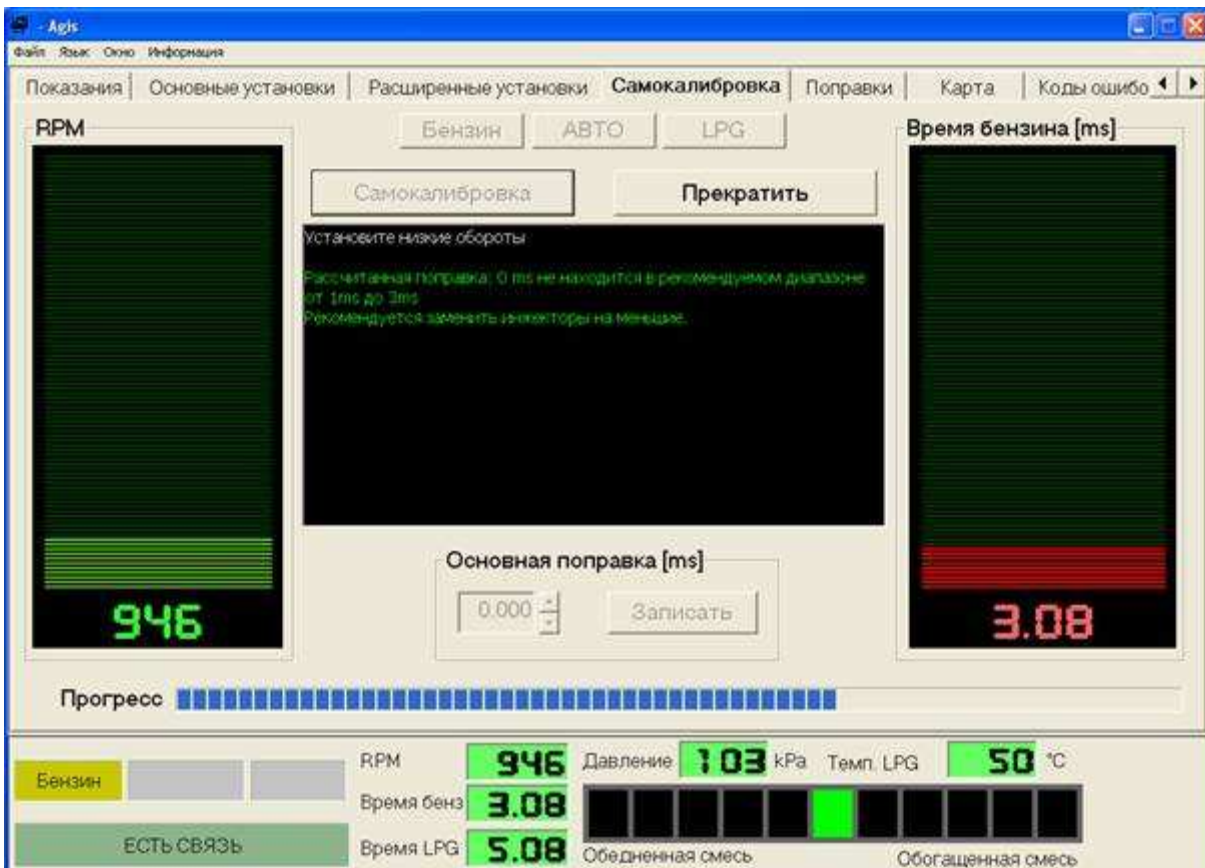 - Agis
Файл Язык Окно Информация
Показания Основные установки Расширенные установки Самокалибровка Поправки Карта Коды ошибо
RPM Бензин АВТО LPG Время бензина [ms]
Самокалибровка Прекратить
Установите низкие обороты
Рассчитанная поправка: 0 ms не находится в рекомендуемом диапазоне
от 1ms до 3ms
Рекомендуется заменить инжекторы на меньшие.
Основная поправка [ms]
0.000 Записать
946 3.08
Прогресс
RPM 946 Давление 103 kPa Темп. LPG 50 °C
Бензин
Время бенз 3.08
ЕСТЬ СВЯЗЬ
Время LPG 5.08 Обедненная смесь Обогащенная смесь